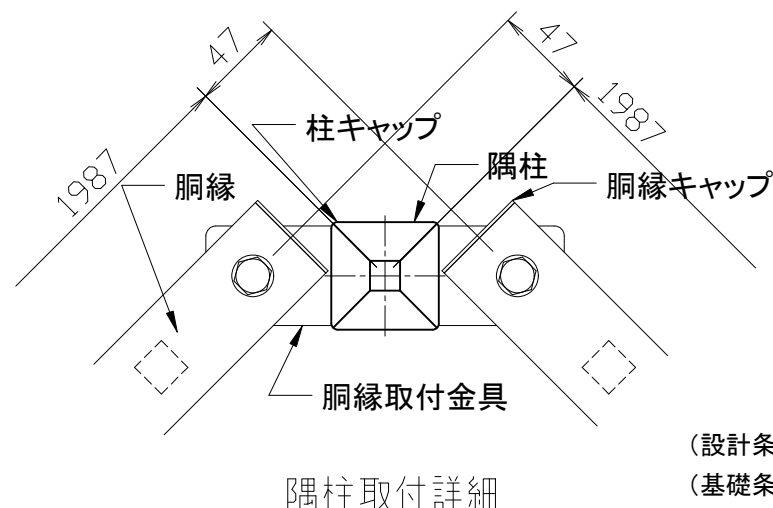 47
47
1987
1987
柱キャップ
隅柱
胴縁
胴縁キャップ
胴縁取付金具
(設計条
(基礎条
隅柱取付詳細